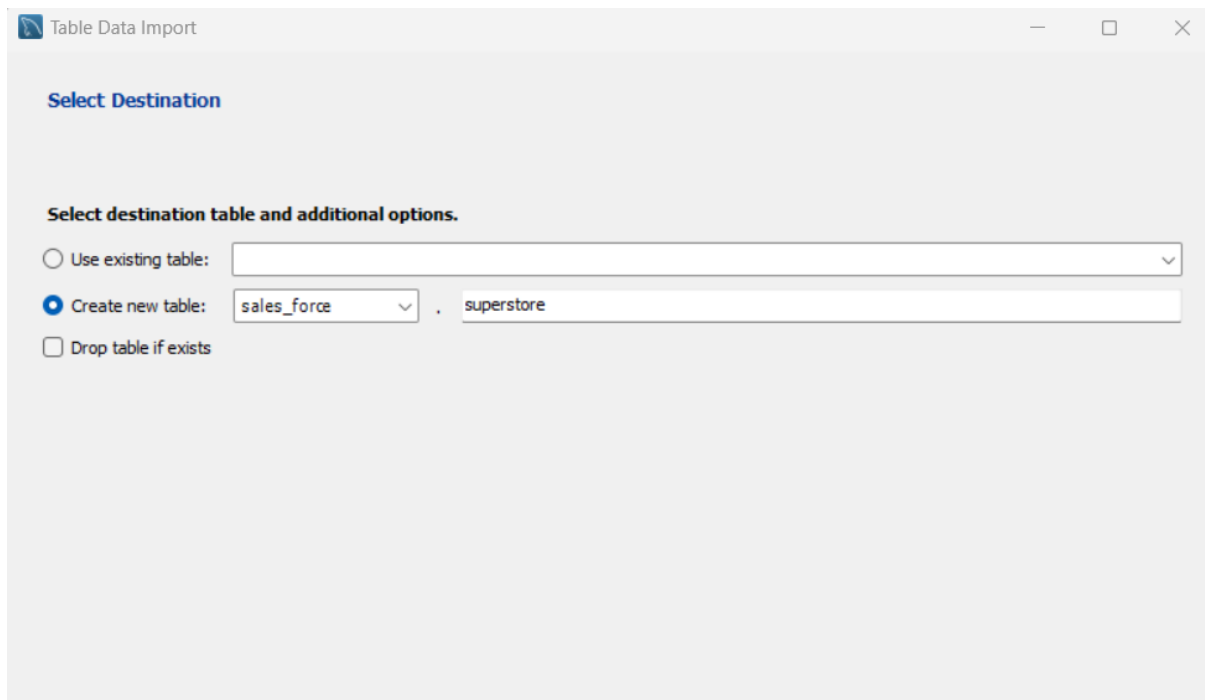 Table Data Import
Select Destination
Select destination table and additional options.
Use existing table:
Create new table: sales_force . superstore
Drop table if exists